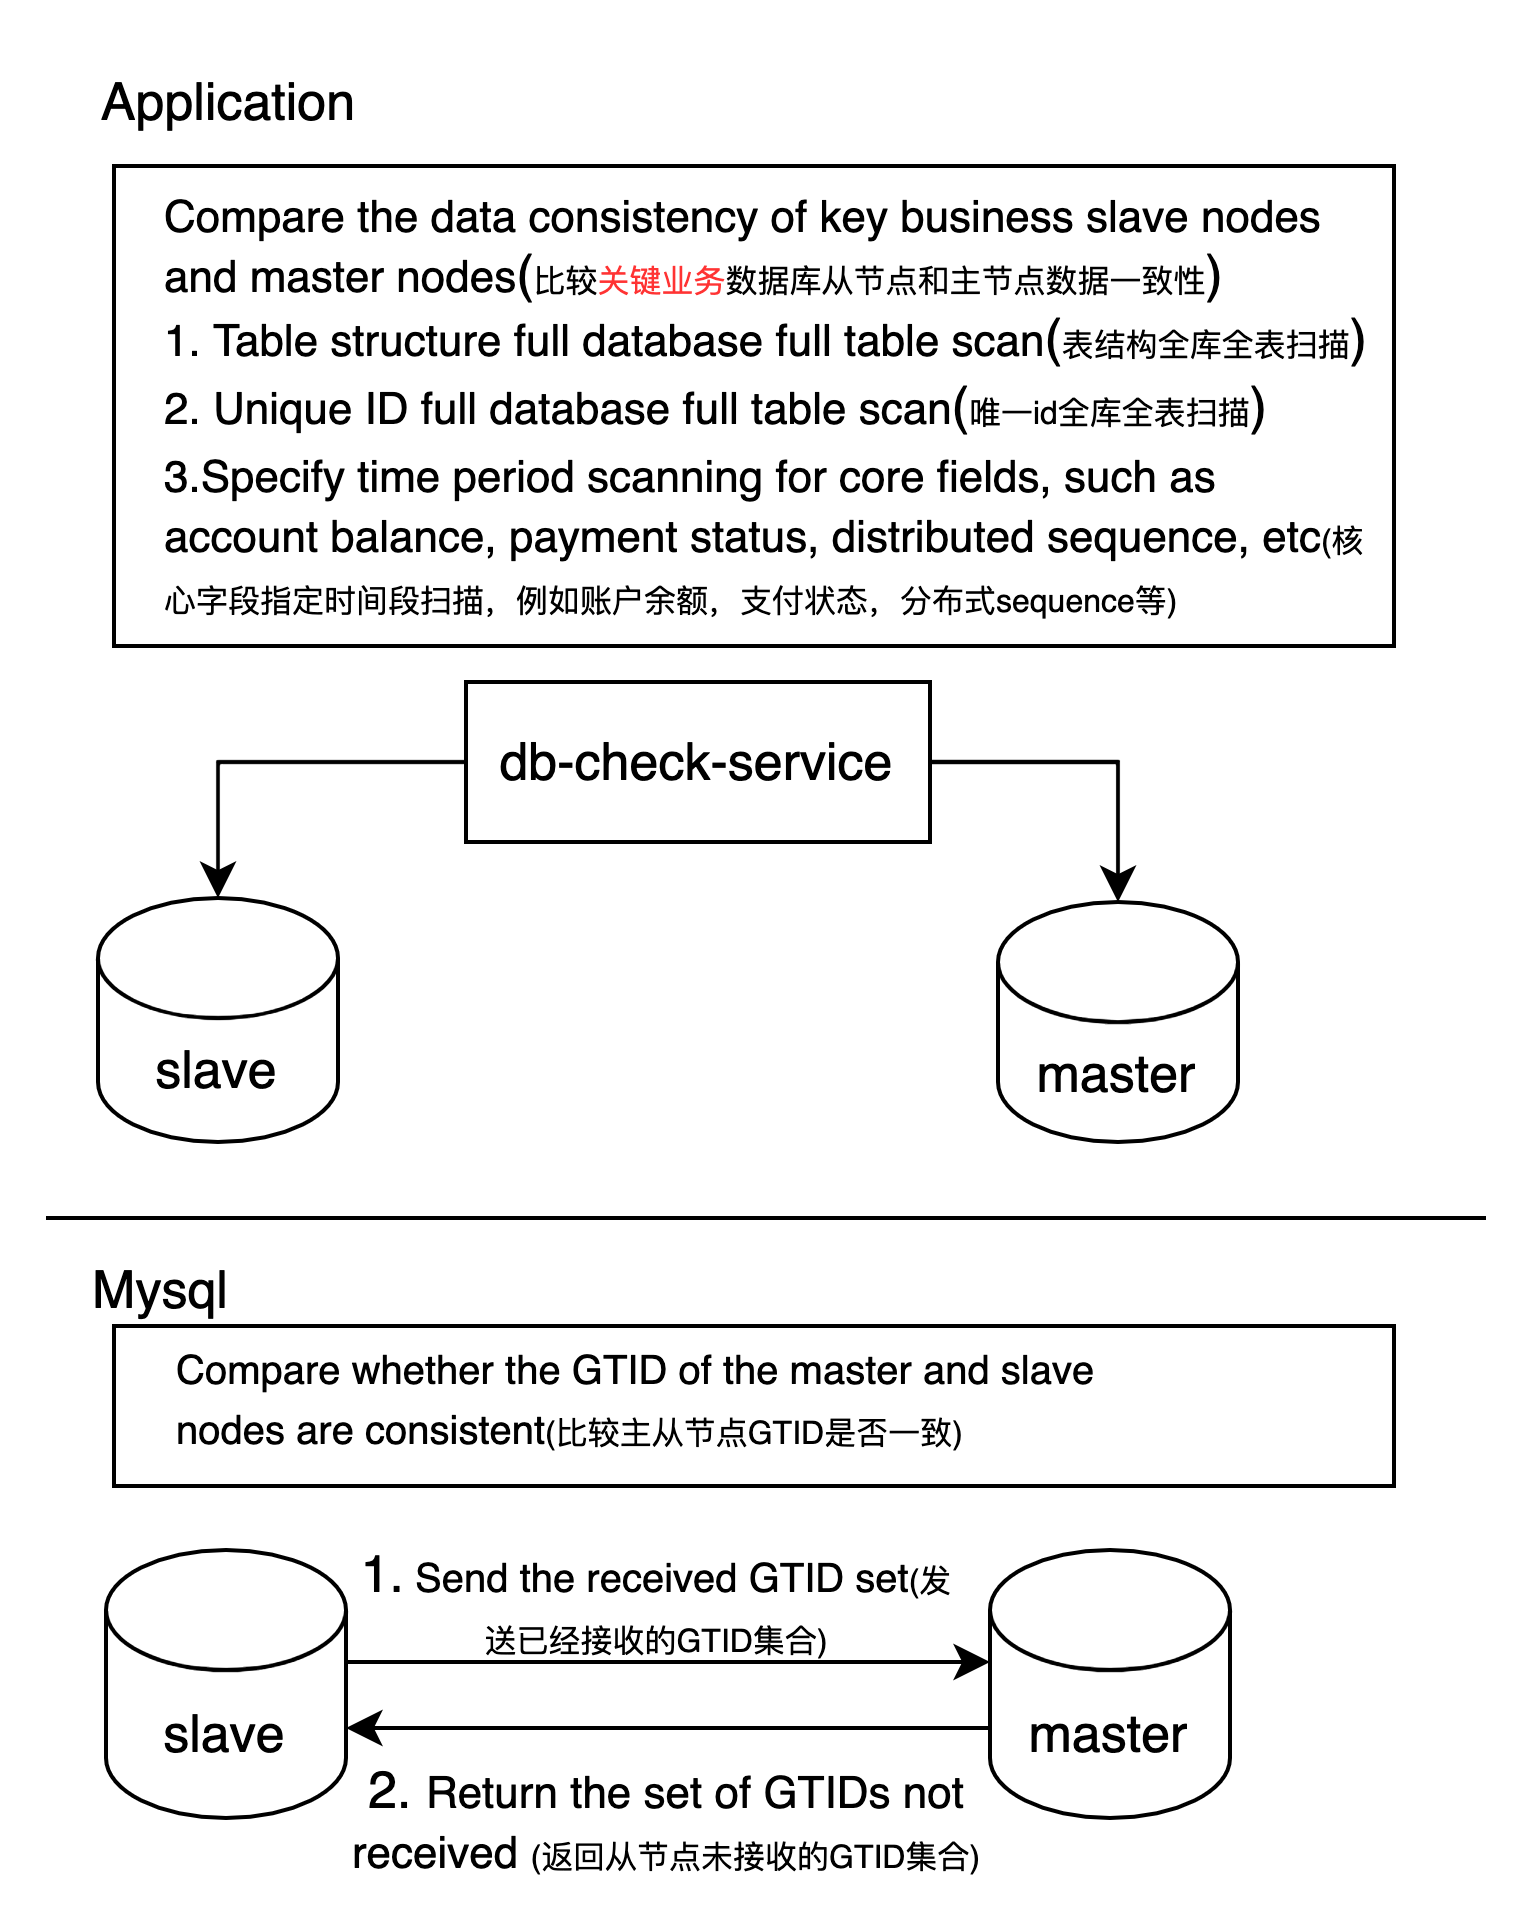 Application
Compare the data consistency of key business slave nodes
and master nodes(比较关键业务数据库从节点和主节点数据一致性)
1. Table structure full database full table scan(表结构全库全表扫描)
2. Unique ID full database full table scan(唯一id全库全表扫描)
3.Specify time period scanning for core fields, such as
account balance, payment status, distributed sequence, etc(核
心字段指定时间段扫描，例如账户余额，支付状态，分布式sequence等)
db-check-service
slave
master
Mysql
Compare whether the GTID of the master and slave
nodes are consistent(比较主从节点GTID是否一致)
1. Send the received GTID set(发
送已经接收的GTID集合)
slave
master
2. Return the set of GTIDs not
received (返回从节点未接收的GTID集合)